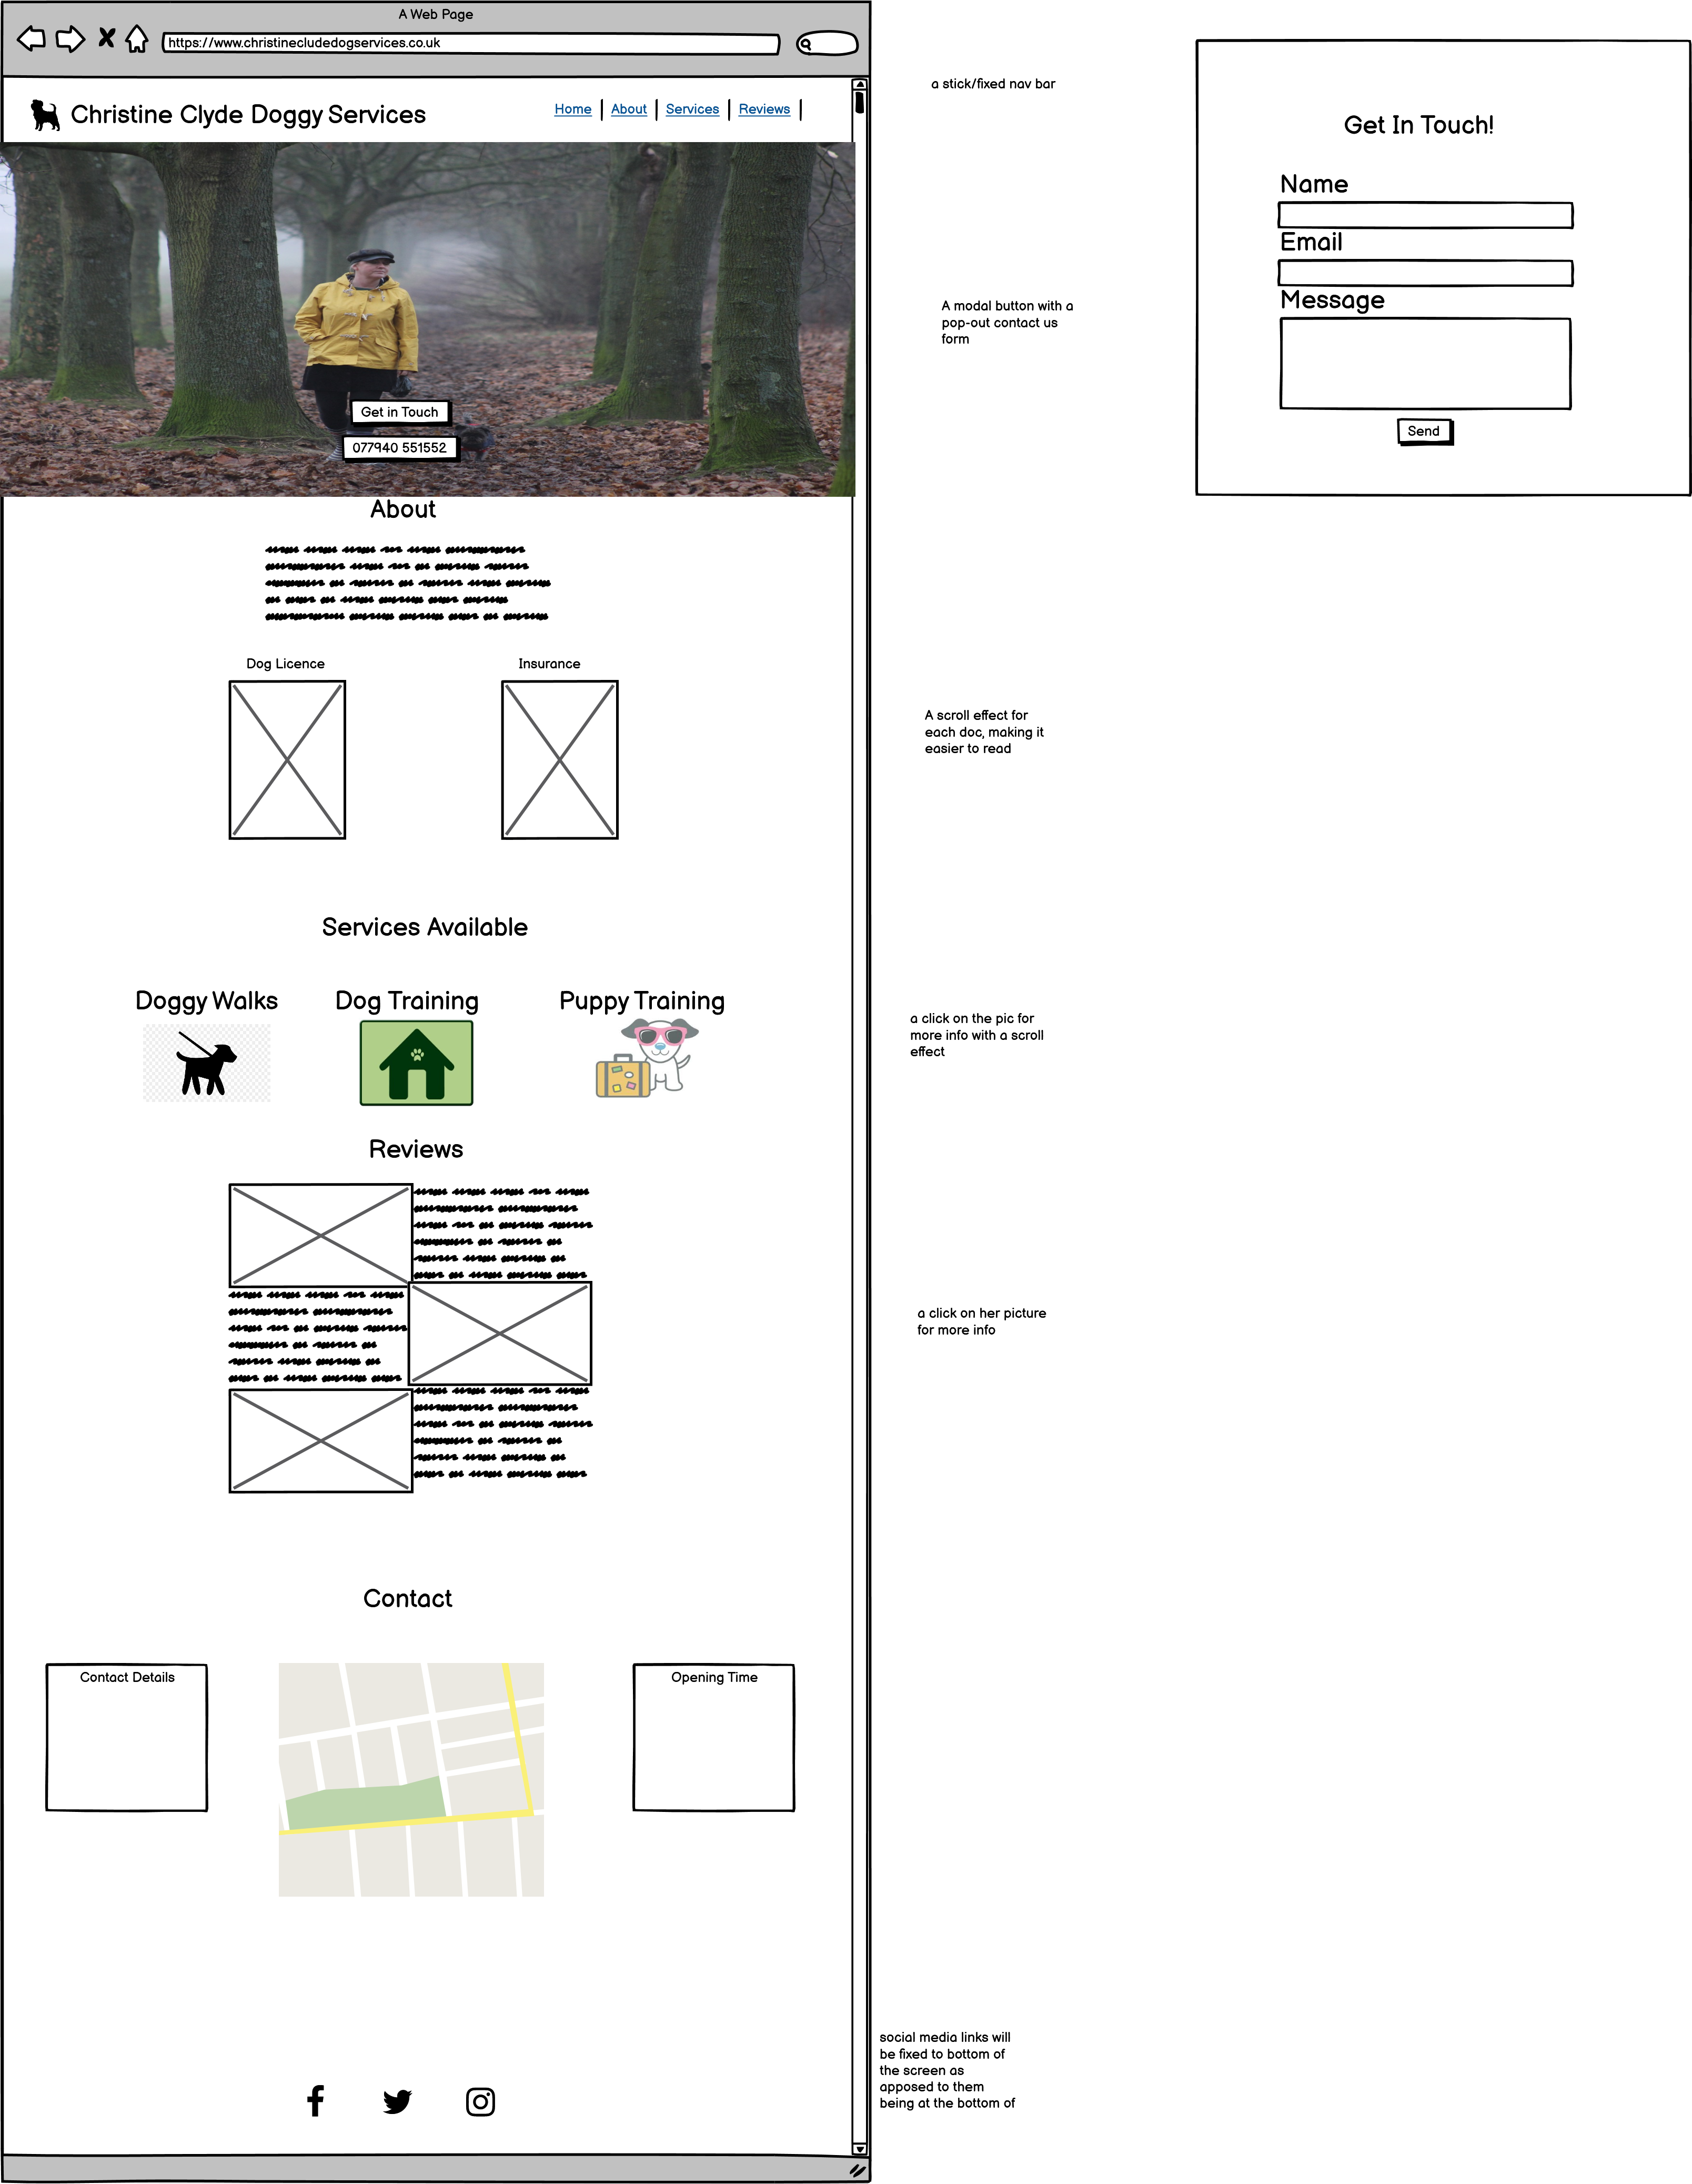 A Web Page
https://www.christinecludedogservices.co.uk
Christine Clyde Doggy Services
Home | About | Services | Reviews |
Get in Touch
077940 551552
About
Dog Licence
Insurance
Services Available
Doggy Walks
Dog Training
Puppy Training
Reviews
Contact
Contact Details
Opening Time
a stick/fixed nav bar
A modal button with a
pop-out contact us
form
A scroll effect for
each doc, making it
easier to read
a click on the pic for
more info with a scroll
effect
a click on her picture
for more info
social media links will
be fixed to bottom of
the screen as
apposed to them
being at the bottom of
Get In Touch!
Name
Email
Message
Send